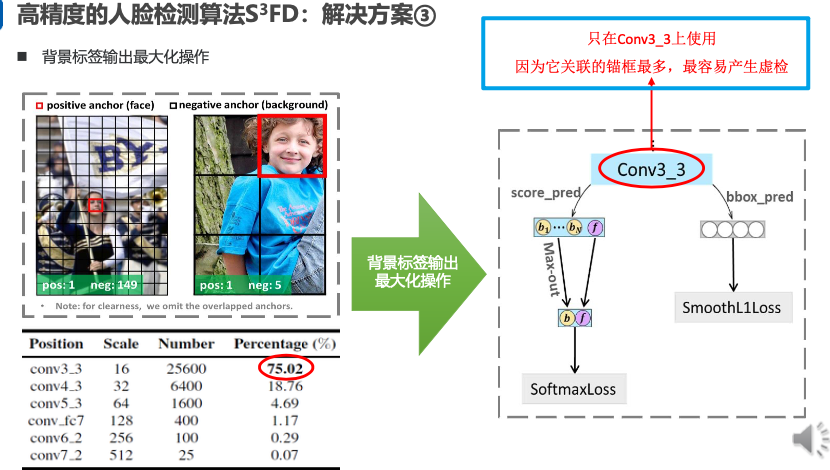 高精度的人脸检测算法S³FD：解决方案③
■ 背景标签输出最大化操作
positive anchor (face) negative anchor (background)
BY
pos: 1 neg: 149
pos: 1 neg: 5
• Note: for clearness, we omit the overlapped anchors.
Position Scale Number Percentage (%)
conv3_3 16 25600 75.02
conv4_3 32 6400 18.76
conv5_3 64 1600 4.69
conv_fc7 128 400 1.17
conv6_2 256 100 0.29
conv7_2 512 25 0.07
背景标签输出
最大化操作
只在Conv3_3上使用
因为它关联的锚框最多，最容易产生虚检
⋮
Conv3_3
score_pred
bbox_pred
b₁ ⋯ b_N f
Max-out
b f
SmoothL1Loss
SoftmaxLoss